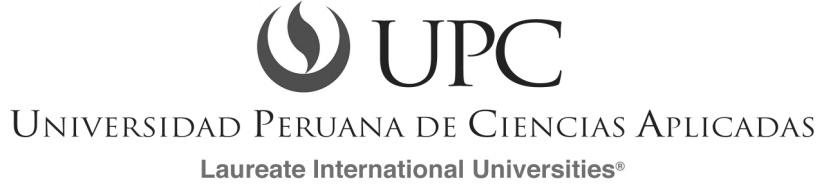 UPC
UNIVERSIDAD PERUANA DE CIENCIAS APLICADAS
Laureate International Universities®